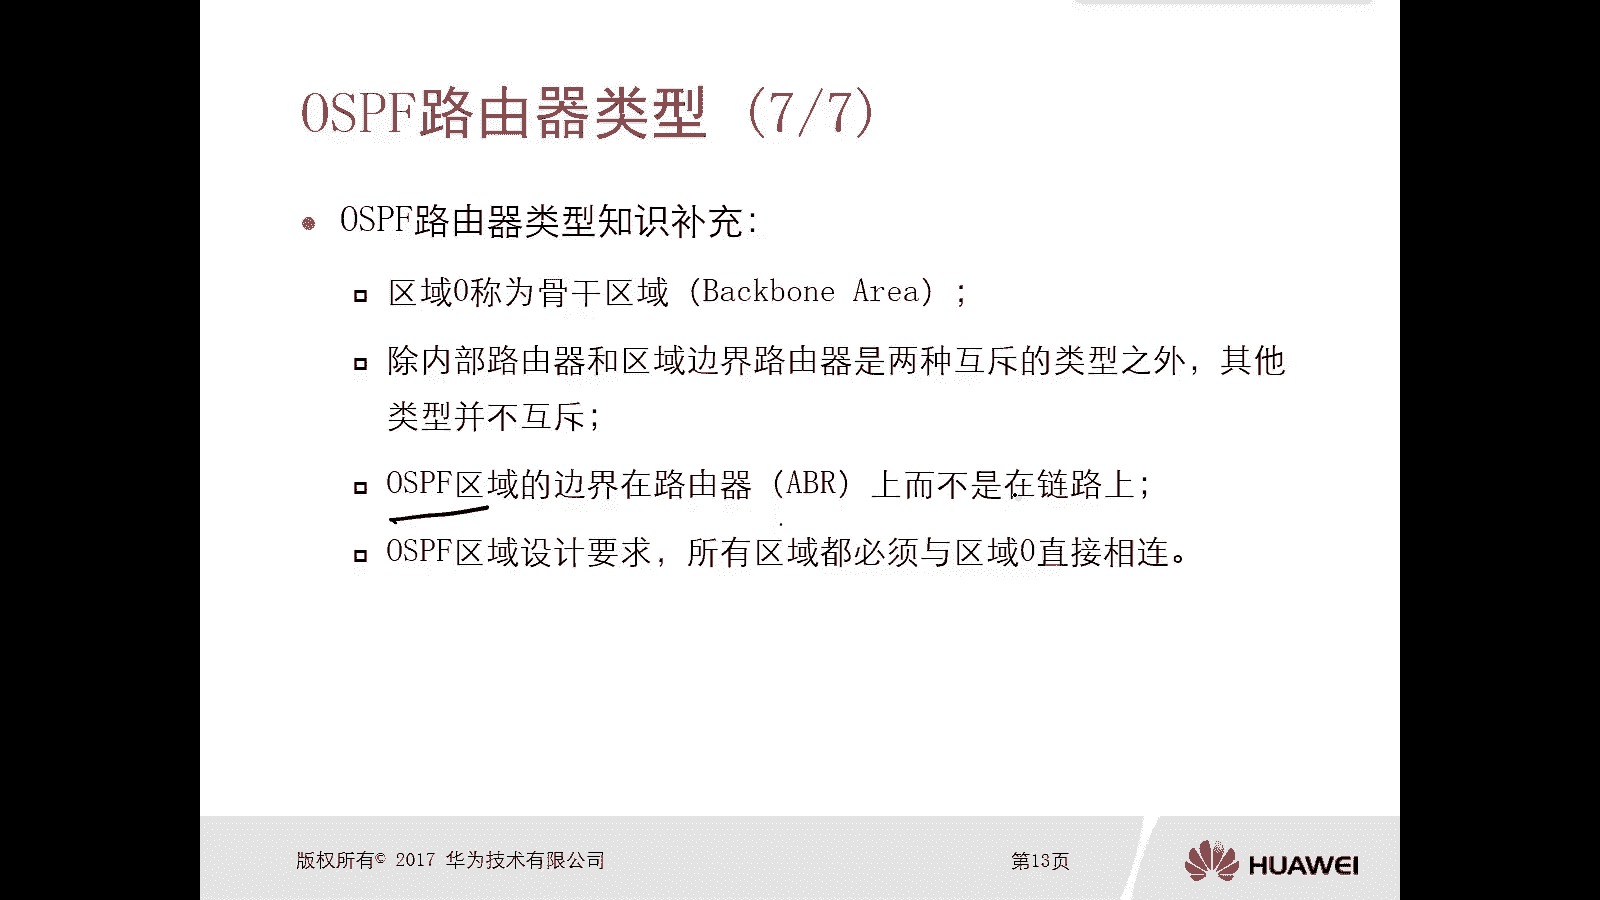 OSPF路由器类型（7/7）
OSPF路由器类型知识补充：
区域0称为骨干区域（Backbone Area）；
除内部路由器和区域边界路由器是两种互斥的类型之外，其他
类型并不互斥；
OSPF区域的边界在路由器（ABR）上而不是在链路上；
OSPF区域设计要求，所有区域都必须与区域0直接相连。
版权所有© 2017 华为技术有限公司
第13页
HUAWEI